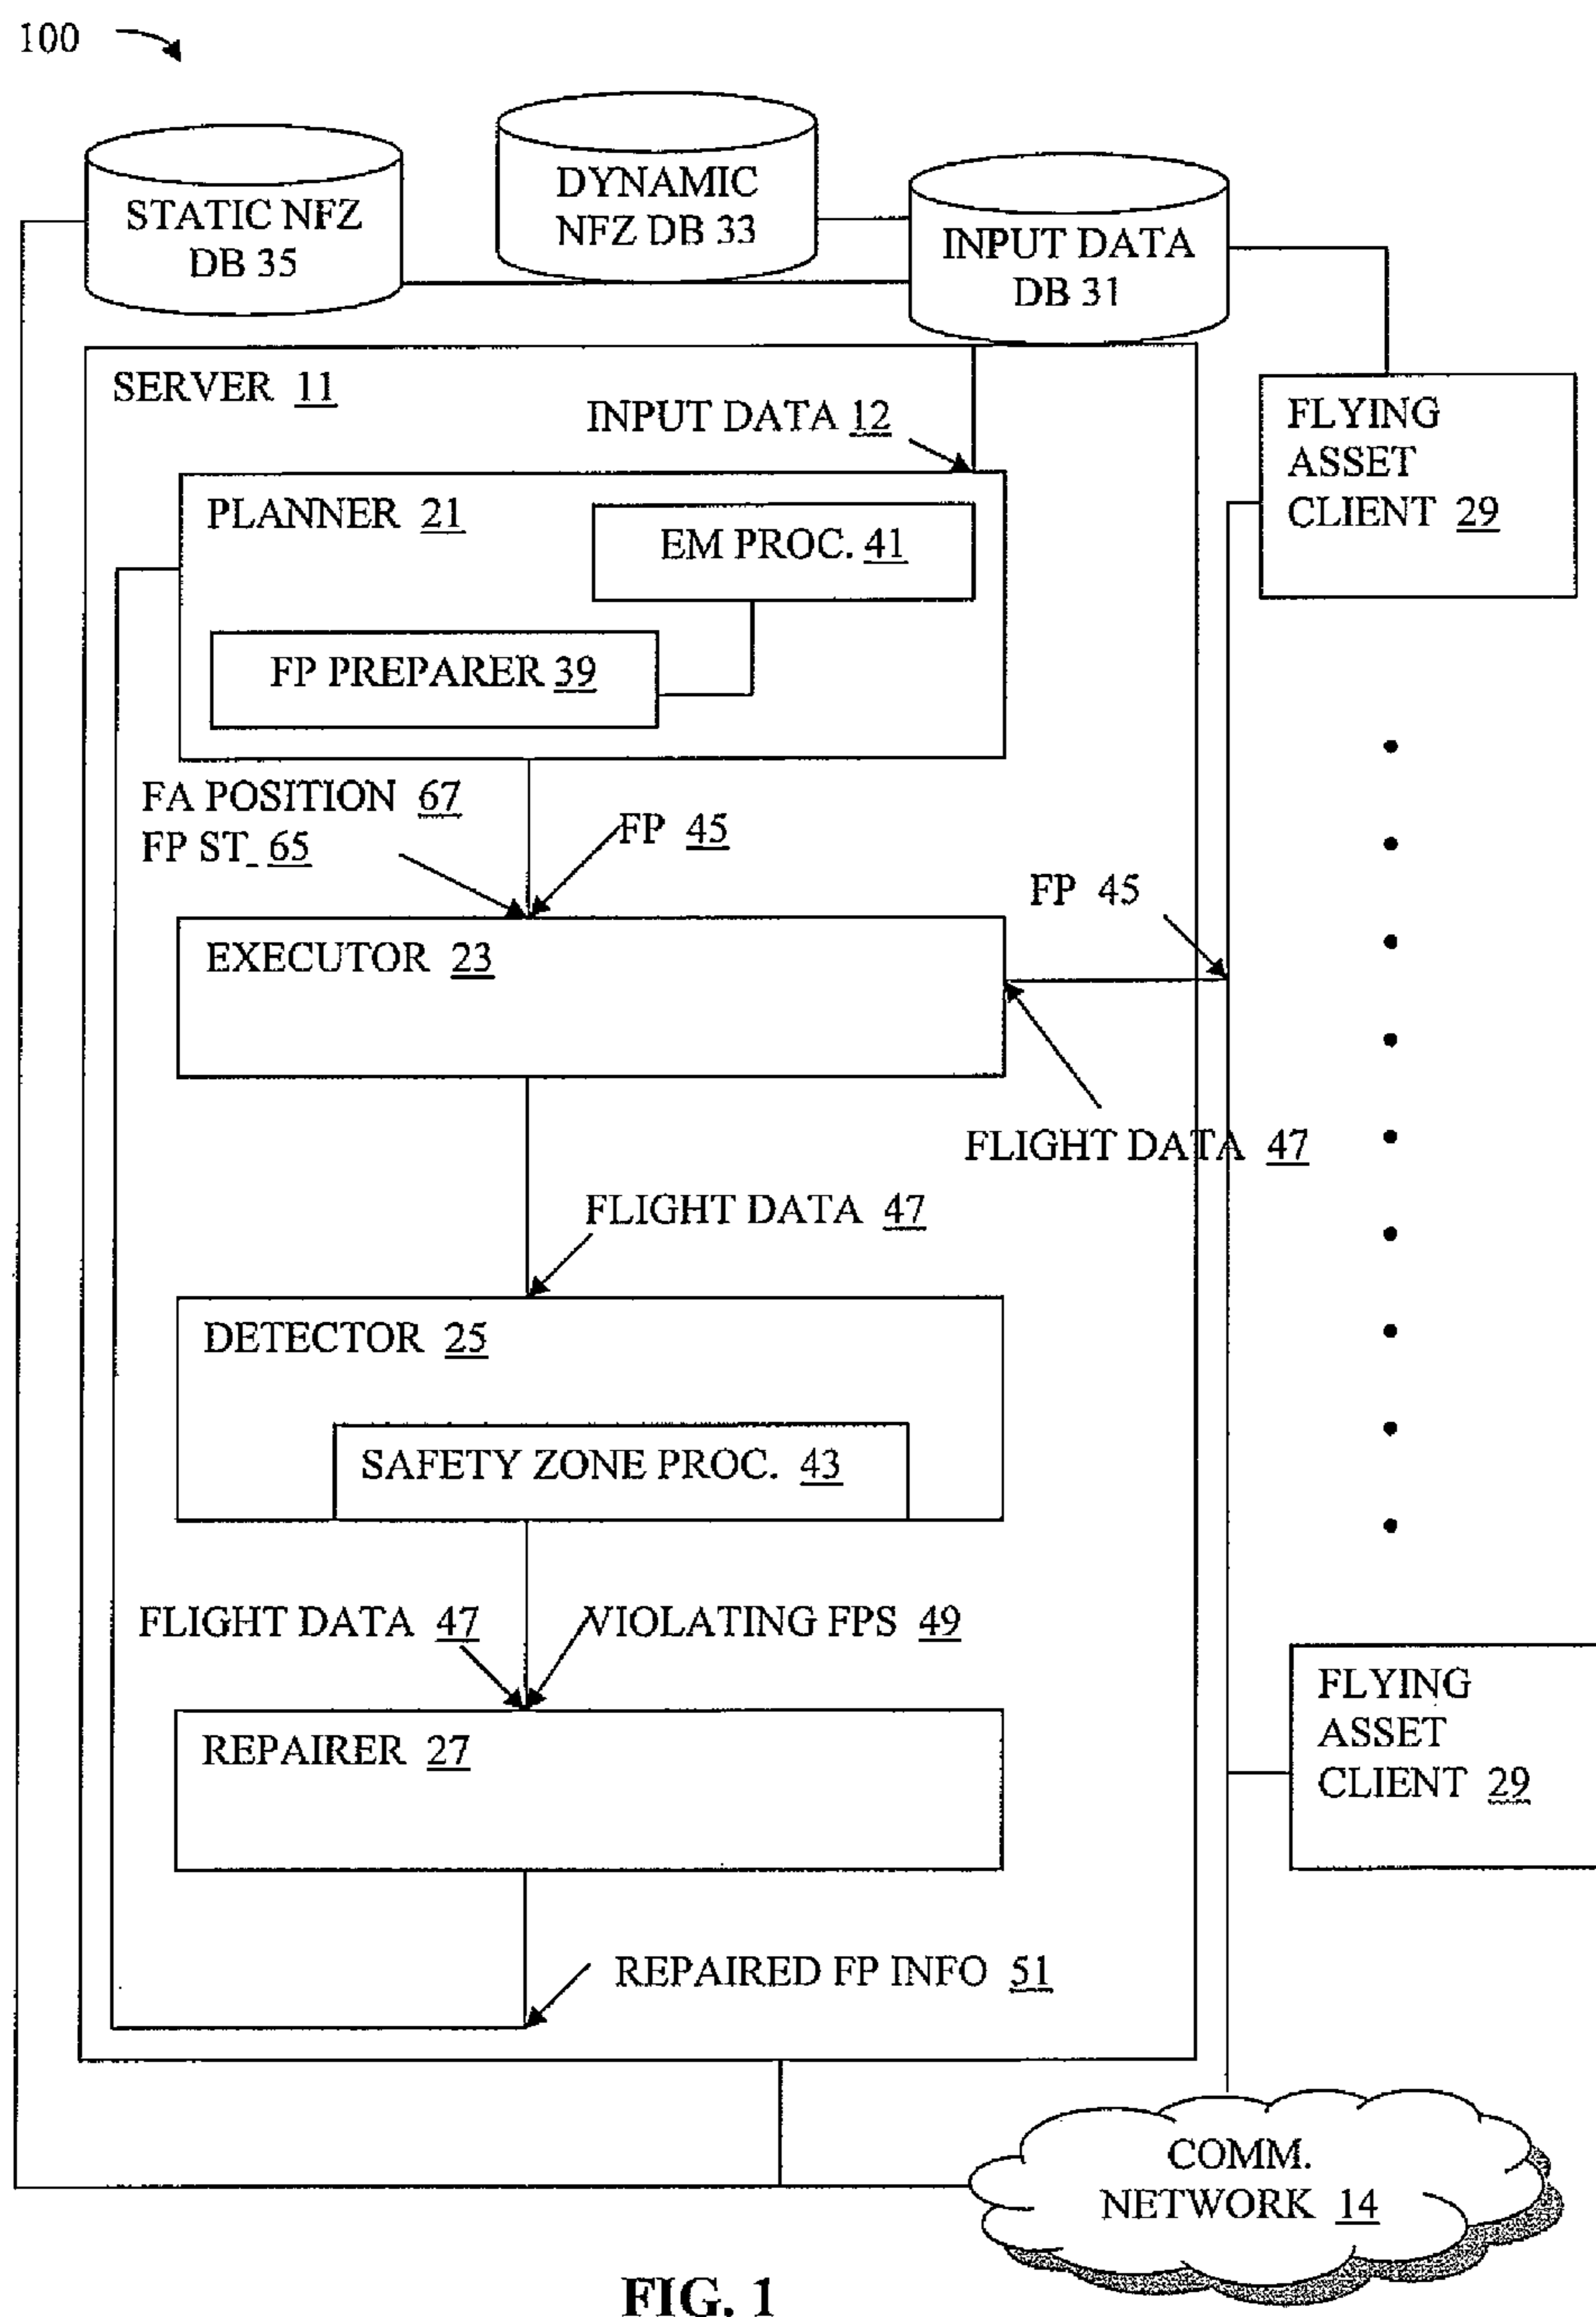 100
STATIC NFZ
DB 35
DYNAMIC
NFZ DB 33
INPUT DATA
DB 31
SERVER 11
INPUT DATA 12
FLYING
ASSET
CLIENT 29
PLANNER 21
EM PROC. 41
FP PREPARER 39
FA POSITION 67
FP ST_ 65
FP 45
FP 45
EXECUTOR 23
FLIGHT DATA 47
FLIGHT DATA 47
DETECTOR 25
SAFETY ZONE PROC. 43
FLIGHT DATA 47
VIOLATING FPS 49
FLYING
ASSET
CLIENT 29
REPAIRER 27
REPAIRED FP INFO 51
COMM.
NETWORK 14
FIG. 1